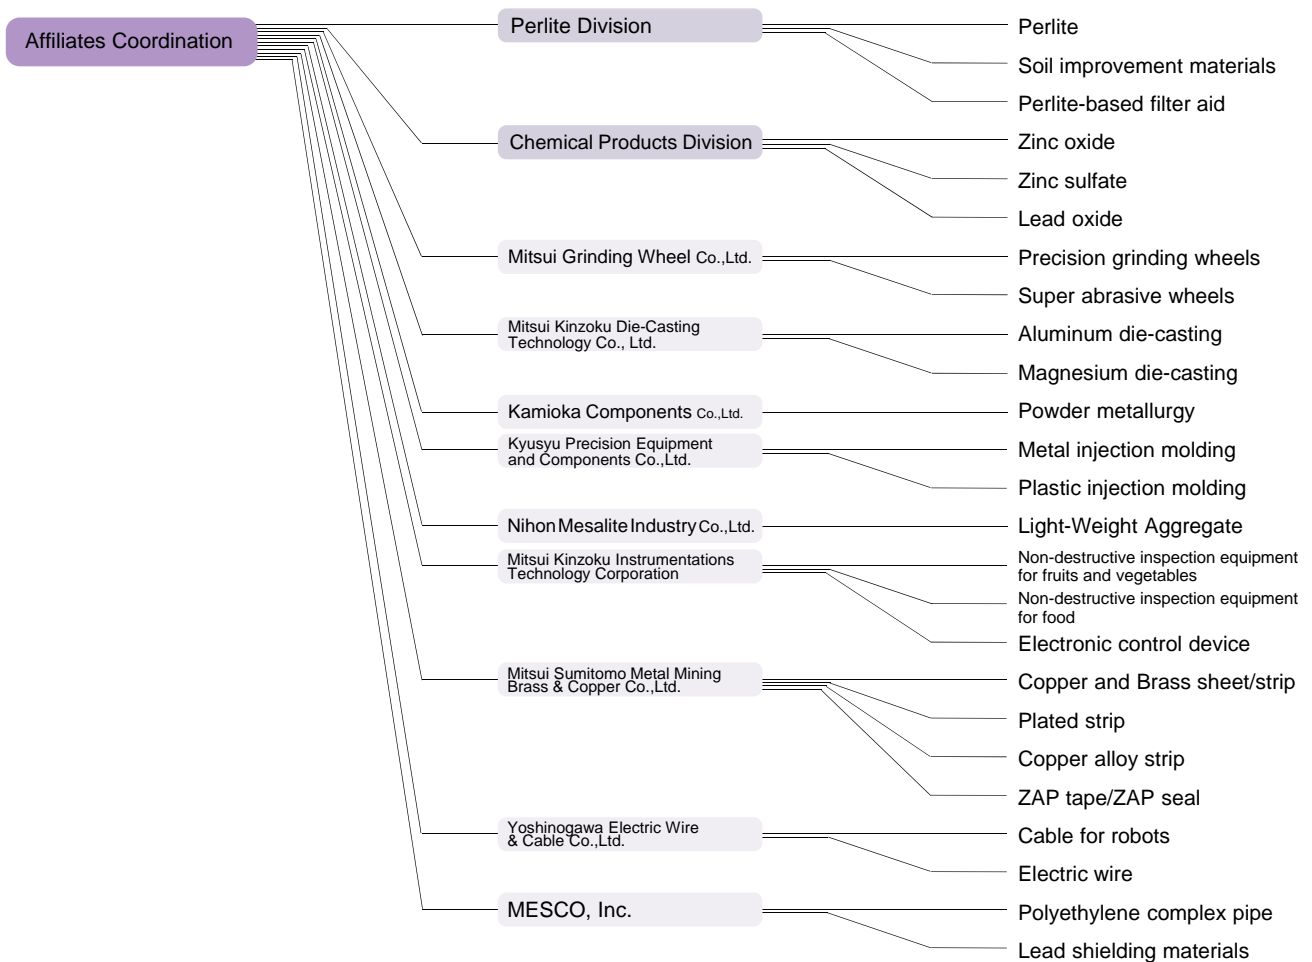 Affiliates Coordination
Perlite Division
Perlite
Soil improvement materials
Perlite-based filter aid
Chemical Products Division
Zinc oxide
Zinc sulfate
Lead oxide
Mitsui Grinding Wheel Co.,Ltd.
Precision grinding wheels
Super abrasive wheels
Mitsui Kinzoku Die-Casting
Technology Co., Ltd.
Aluminum die-casting
Magnesium die-casting
Kamioka Components Co.,Ltd.
Powder metallurgy
Kyusyu Precision Equipment
and Components Co.,Ltd.
Metal injection molding
Plastic injection molding
Nihon Mesalite Industry Co.,Ltd.
Light-Weight Aggregate
Mitsui Kinzoku Instrumentations
Technology Corporation
Non-destructive inspection equipment
for fruits and vegetables
Non-destructive inspection equipment
for food
Electronic control device
Mitsui Sumitomo Metal Mining
Brass & Copper Co.,Ltd.
Copper and Brass sheet/strip
Plated strip
Copper alloy strip
ZAP tape/ZAP seal
Yoshinogawa Electric Wire
& Cable Co.,Ltd.
Cable for robots
Electric wire
MESCO, Inc.
Polyethylene complex pipe
Lead shielding materials